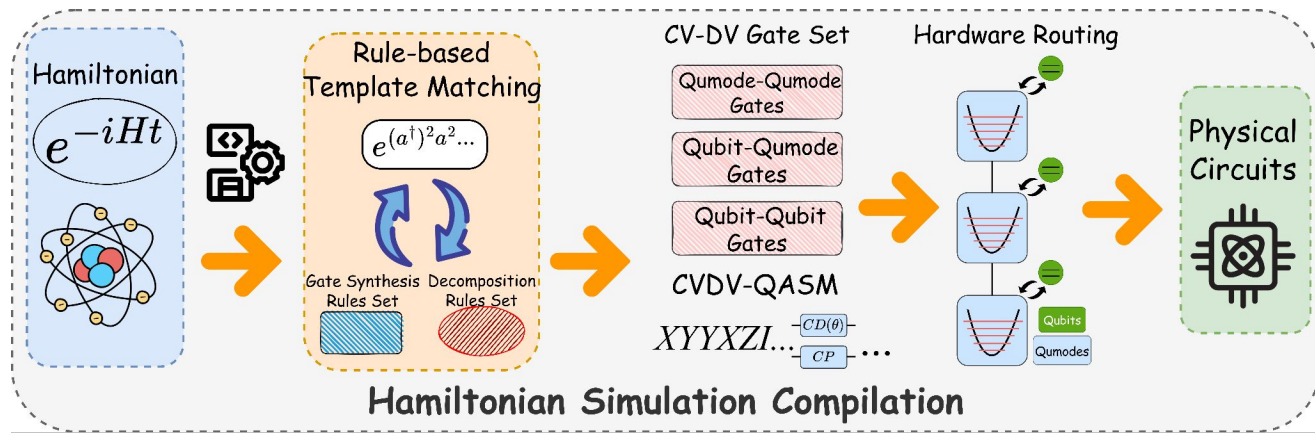 Hamiltonian
e^{-iHt}
Rule-based
Template Matching
e^{(a^†)^2 a^2 ...}
Gate Synthesis
Rules Set
Decomposition
Rules Set
CV-DV Gate Set
Qumode-Qumode
Gates
Qubit-Qumode
Gates
Qubit-Qubit
Gates
CVDV-QASM
XYYXZI...
CD(θ)
CP
...
Hardware Routing
Qubits
Qumodes
Physical
Circuits
Hamiltonian Simulation Compilation